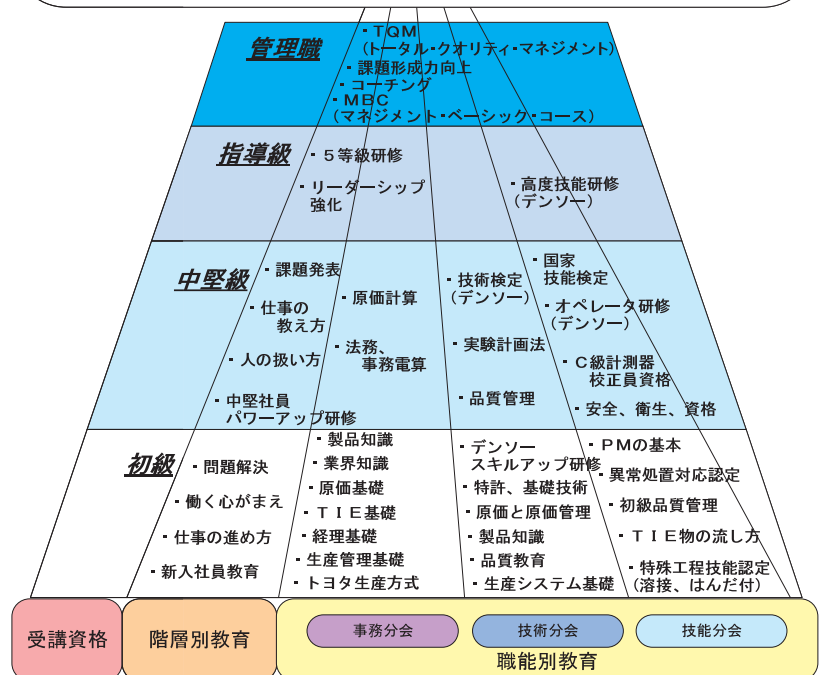 管理職
・TQM
(トータル・クオリティ・マネジメント)
・課題形成力向上
・コーチング
・MBC
(マネジメント・ベーシック・コース)
指導級
・5等級研修
・リーダーシップ
強化
・高度技能研修
(デンソー)
中堅級
・課題発表
・仕事の
教え方
・人の扱い方
・中堅社員
パワーアップ研修
・原価計算
・法務、
事務電算
・技術検定
(デンソー)
・実験計画法
・品質管理
・国家
技能検定
・オペレータ研修
(デンソー)
・C級計測器
校正員資格
・安全、衛生、資格
初級
・問題解決
・働く心がまえ
・仕事の進め方
・新入社員教育
・製品知識
・業界知識
・原価基礎
・TIE基礎
・経理基礎
・生産管理基礎
・トヨタ生産方式
・デンソー
スキルアップ研修
・特許、基礎技術
・原価と原価管理
・製品知識
・品質教育
・生産システム基礎
・PMの基本
・異常処置対応認定
・初級品質管理
・TIE物の流し方
・特殊工程技能認定
(溶接、はんだ付)
受講資格
階層別教育
事務分会
技術分会
技能分会
職能別教育